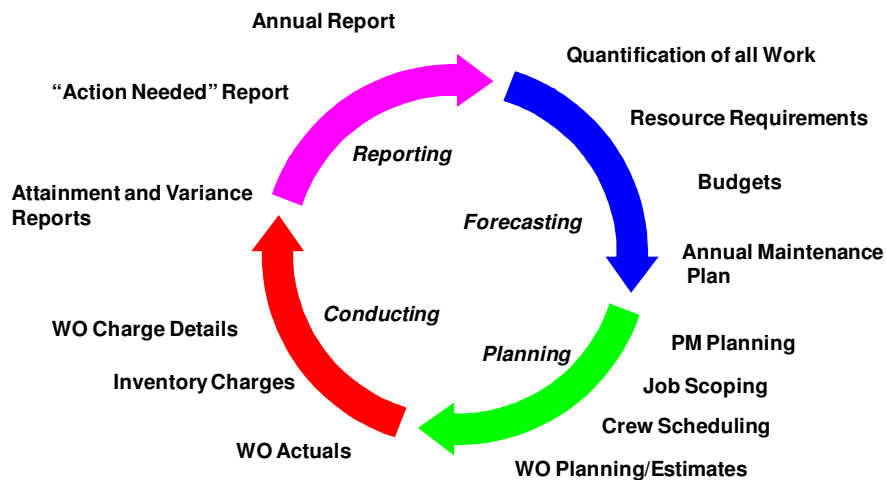 Annual Report
Quantification of all Work
“Action Needed” Report
Resource Requirements
Reporting
Attainment and Variance
Reports
Budgets
Forecasting
Annual Maintenance
Plan
WO Charge Details
Conducting
Planning
PM Planning
Inventory Charges
Job Scoping
Crew Scheduling
WO Actuals
WO Planning/Estimates